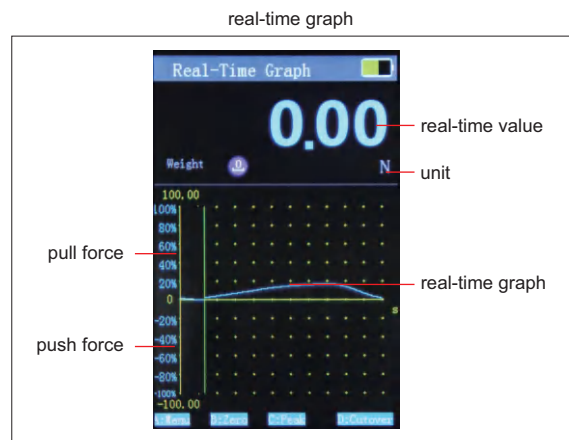 real-time graph
Real-Time Graph
0.00
real-time value
Weight
0
N
unit
100.00
100%
80%
60%
pull force
40%
20%
real-time graph
0
s
-20%
-40%
push force
-60%
-80%
-100%
-100.00
A:Menu B:Zero C:Peak D:Cutover